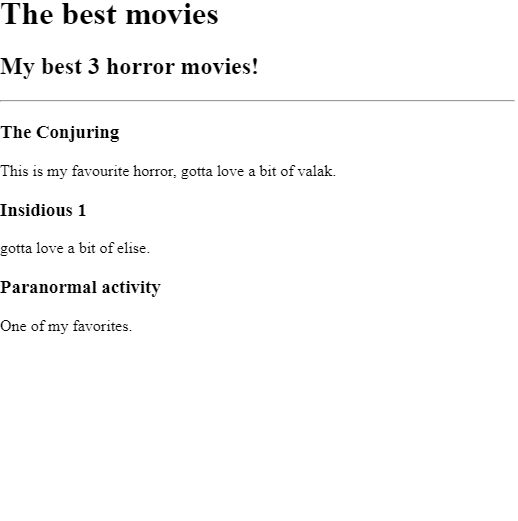 The best movies
My best 3 horror movies!
The Conjuring
This is my favourite horror, gotta love a bit of valak.
Insidious 1
gotta love a bit of elise.
Paranormal activity
One of my favorites.